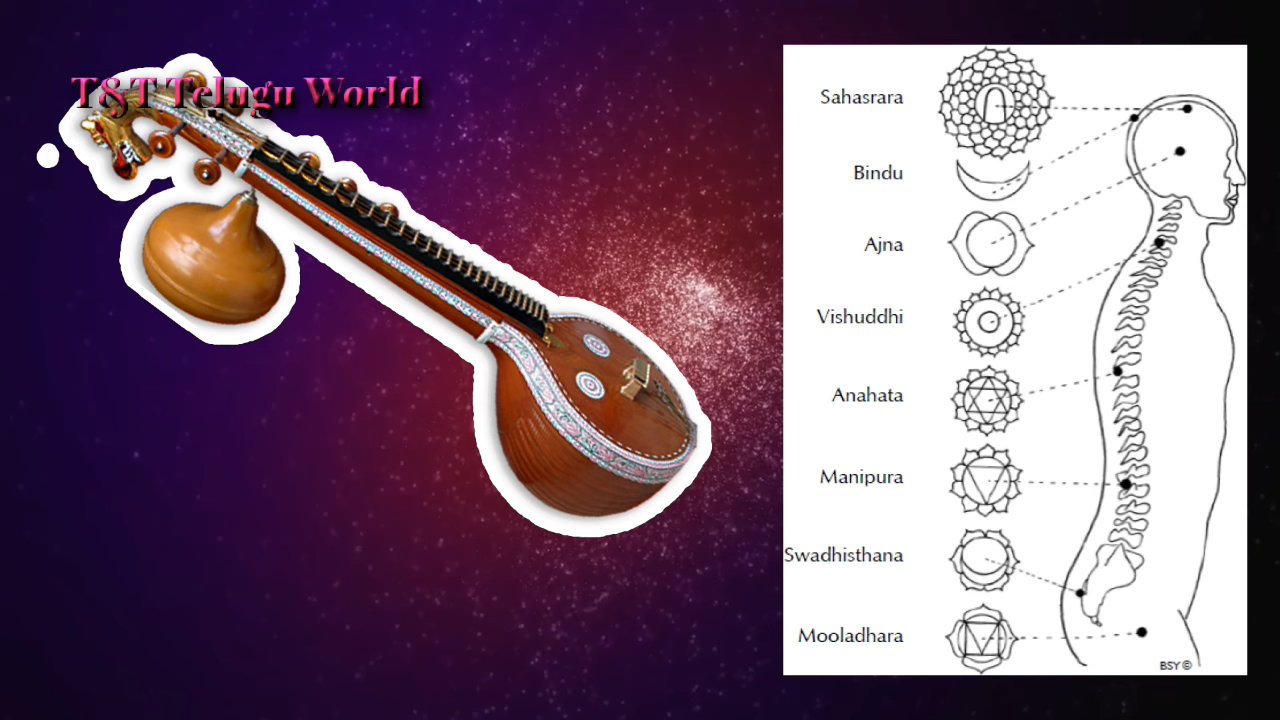 T&T Telugu World
Sahasrara
Bindu
Ajna
Vishuddhi
Anahata
Manipura
Swadhisthana
Mooladhara
BSY ©